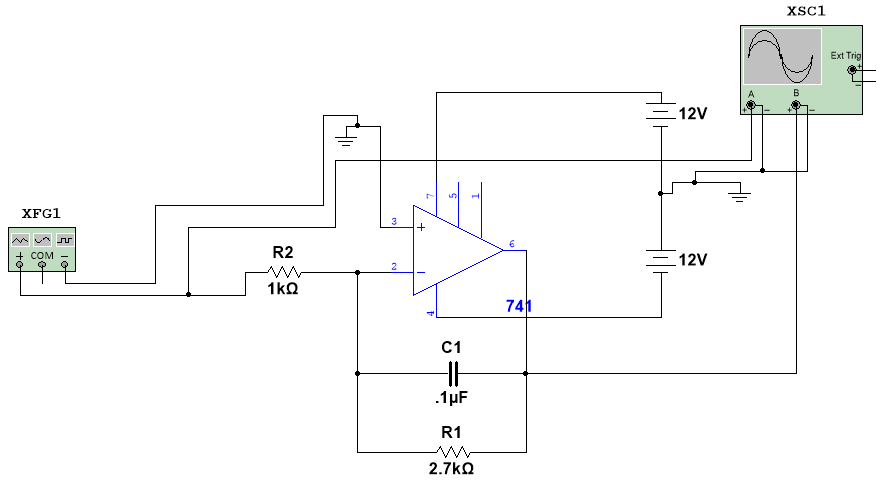 XSC1
Ext Trig
+
−
A
B
+ − + −
12V
XFG1
+ COM −
R2
1kΩ
3
2
7
5
1
6
4
+
−
741
12V
C1
.1µF
R1
2.7kΩ